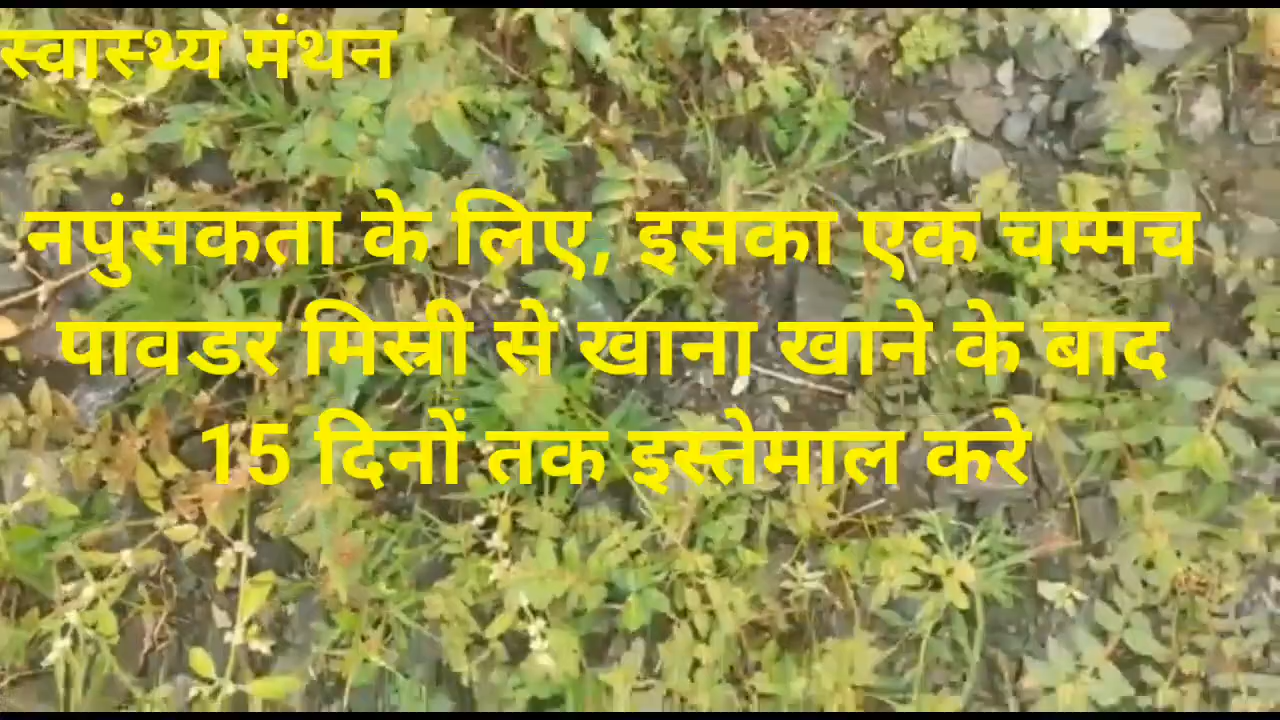 स्वास्थ्य मंथन
नपुंसकता के लिए, इसका एक चम्मच
पावडर मिस्री से खाना खाने के बाद
15 दिनों तक इस्तेमाल करे